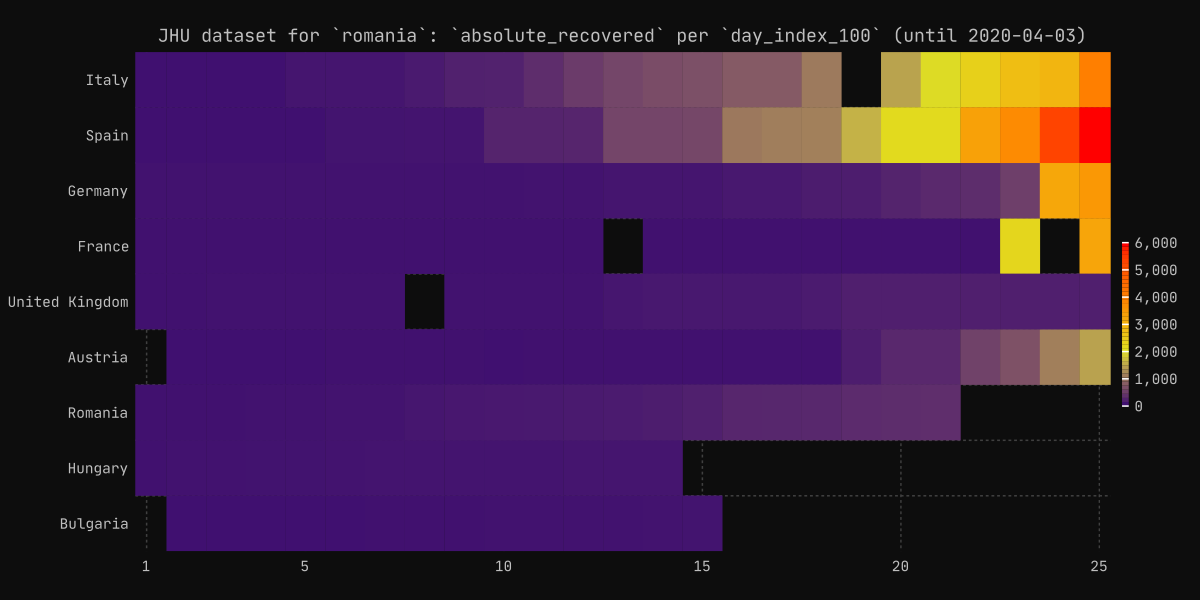 JHU dataset for `romania`: `absolute_recovered` per `day_index_100` (until 2020-04-03)
Italy
Spain
Germany
France
United Kingdom
Austria
Romania
Hungary
Bulgaria
1 5 10 15 20 25
6,000
5,000
4,000
3,000
2,000
1,000
0